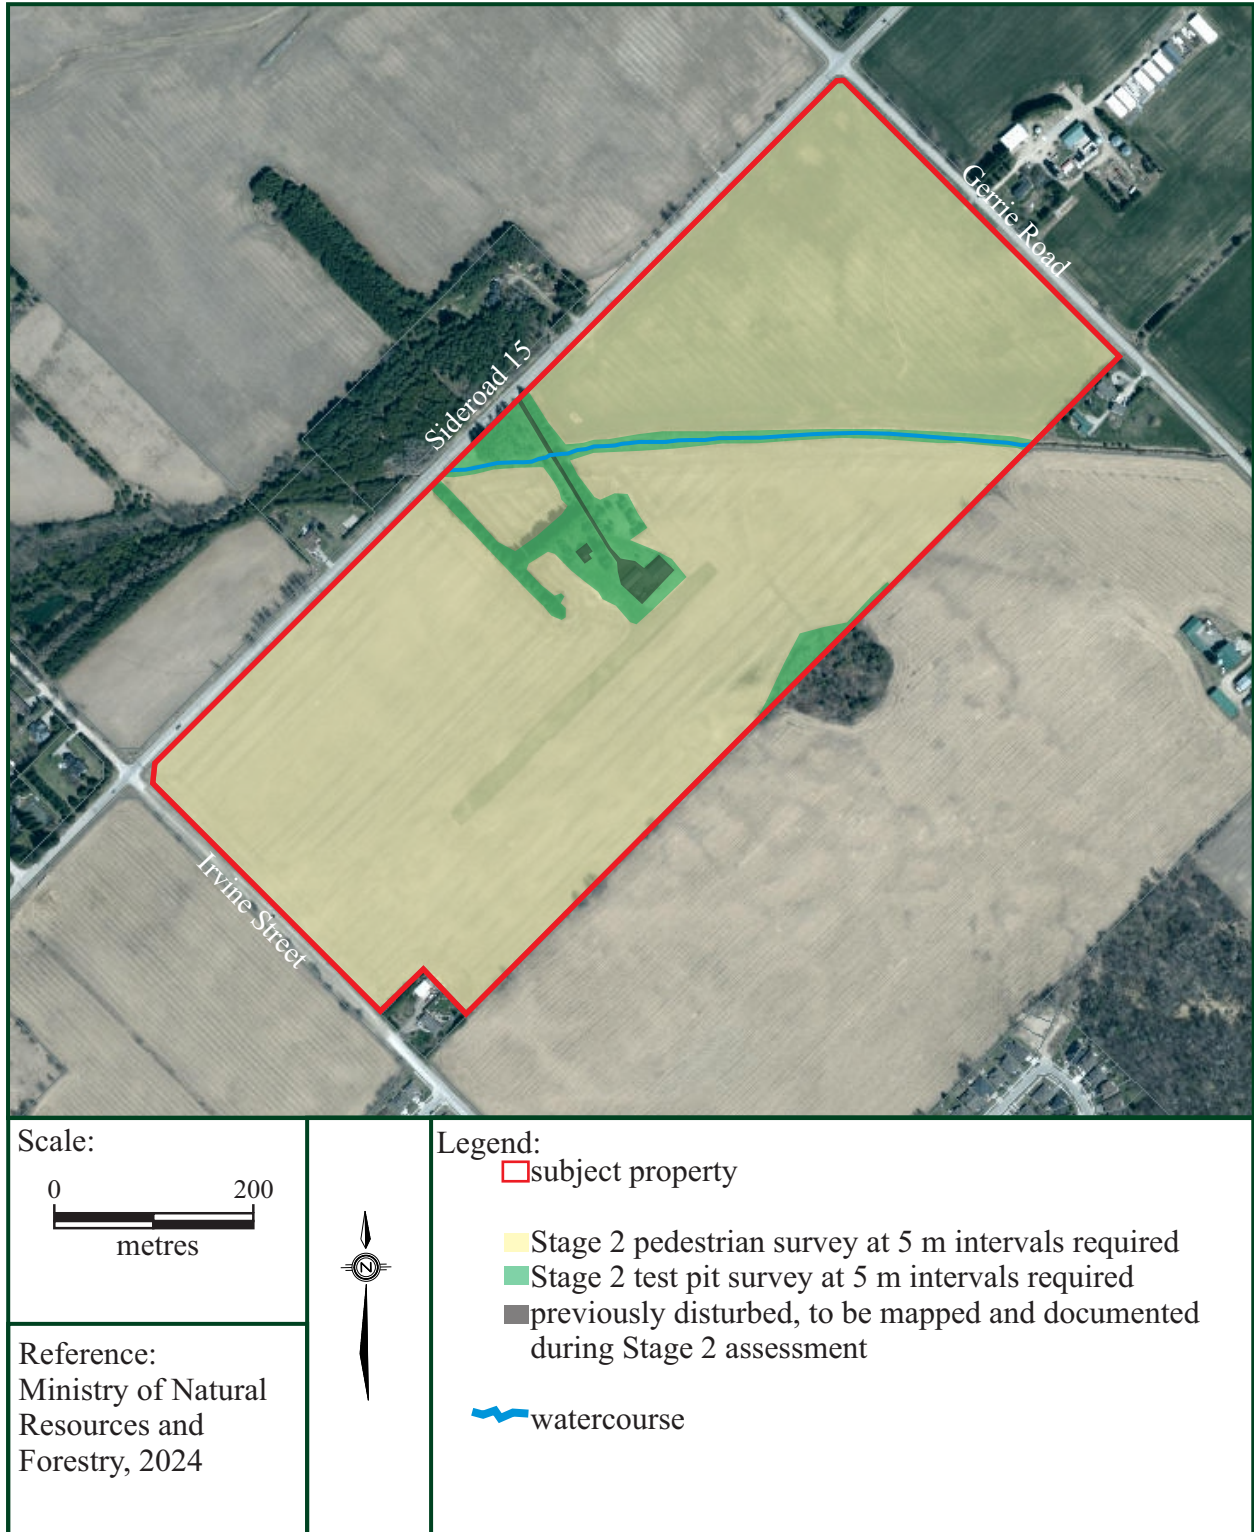 Gerrie Road
Sideroad 15
Irvine Street
Scale:
0 200
metres
Reference:
Ministry of Natural
Resources and
Forestry, 2024
N
Legend:
subject property
Stage 2 pedestrian survey at 5 m intervals required
Stage 2 test pit survey at 5 m intervals required
previously disturbed, to be mapped and documented
during Stage 2 assessment
watercourse